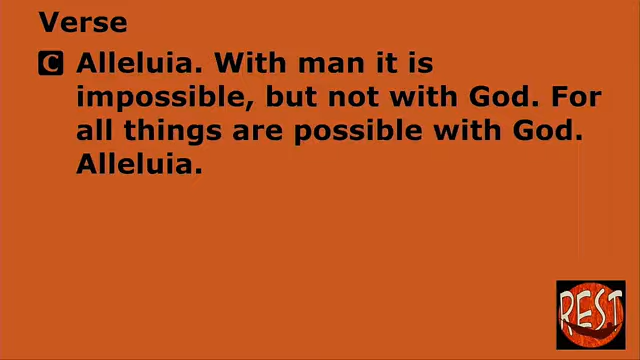 Verse
C Alleluia. With man it is
impossible, but not with God. For
all things are possible with God.
Alleluia.
REST